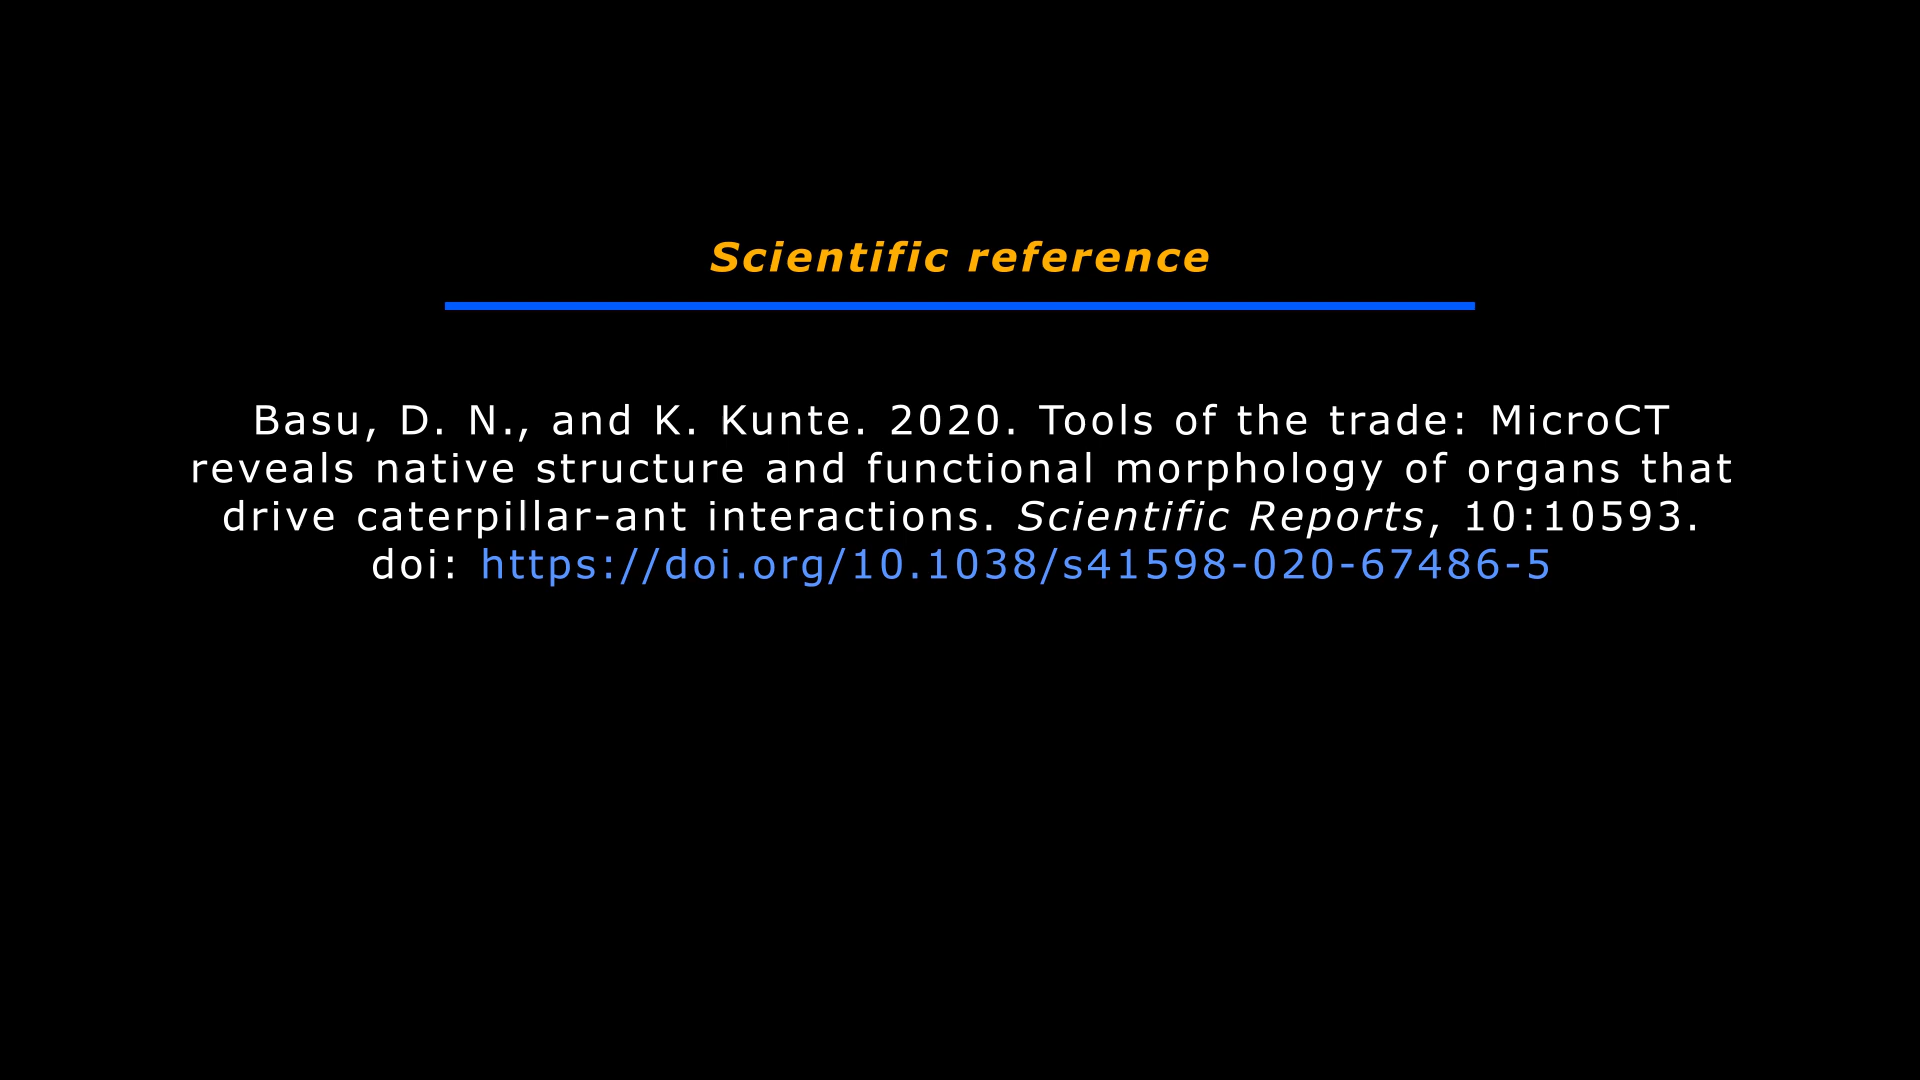 Scientific reference
Basu, D. N., and K. Kunte. 2020. Tools of the trade: MicroCT
reveals native structure and functional morphology of organs that
drive caterpillar-ant interactions. Scientific Reports, 10:10593.
doi: https://doi.org/10.1038/s41598-020-67486-5